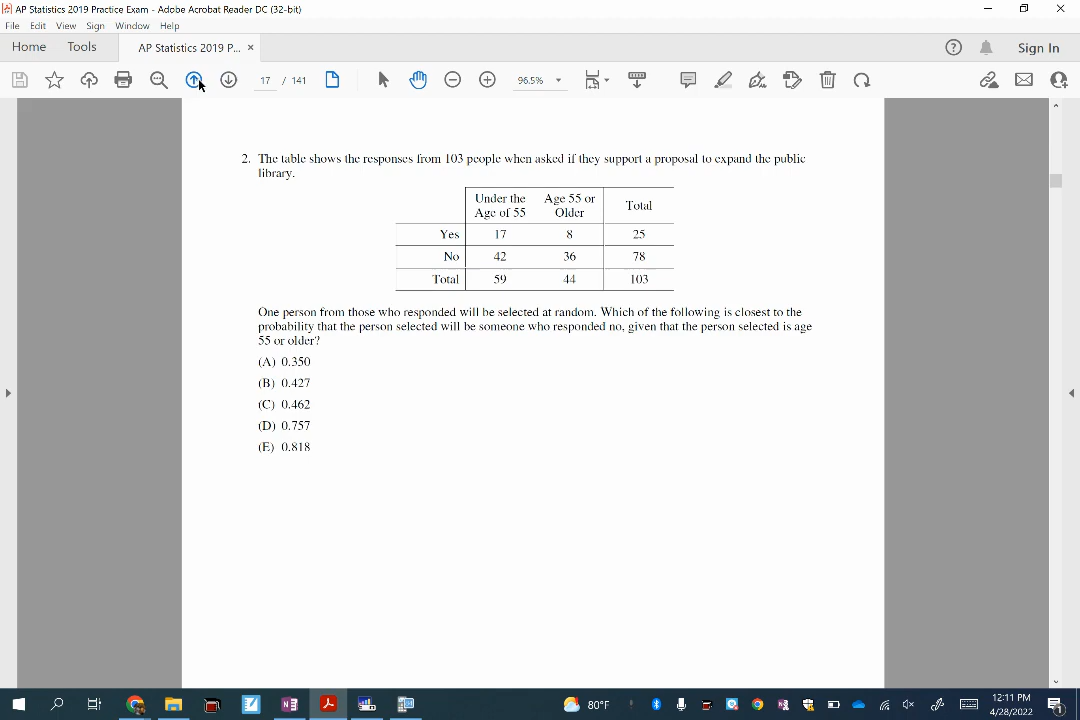 AP Statistics 2019 Practice Exam - Adobe Acrobat Reader DC (32-bit)
File Edit View Sign Window Help
Home Tools AP Statistics 2019 P... × Sign In
17 / 141 96.5%
2. The table shows the responses from 103 people when asked if they support a proposal to expand the public
library.
Under the Age of 55 Age 55 or Older Total
Yes 17 8 25
No 42 36 78
Total 59 44 103
One person from those who responded will be selected at random. Which of the following is closest to the
probability that the person selected will be someone who responded no, given that the person selected is age
55 or older?
(A) 0.350
(B) 0.427
(C) 0.462
(D) 0.757
(E) 0.818
80°F 12:11 PM
4/28/2022